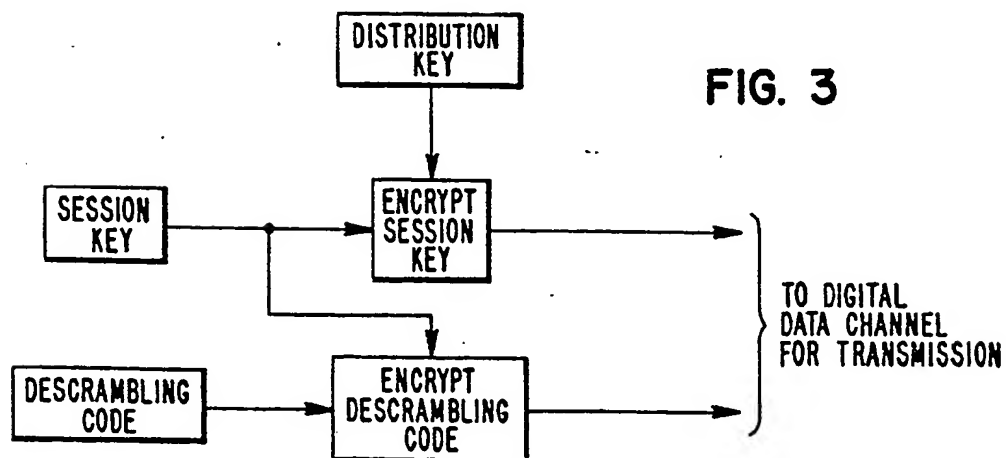 DISTRIBUTION
KEY
FIG. 3
SESSION
KEY
ENCRYPT
SESSION
KEY
TO DIGITAL
DATA CHANNEL
FOR TRANSMISSION
DESCRAMBLING
CODE
ENCRYPT
DESCRAMBLING
CODE